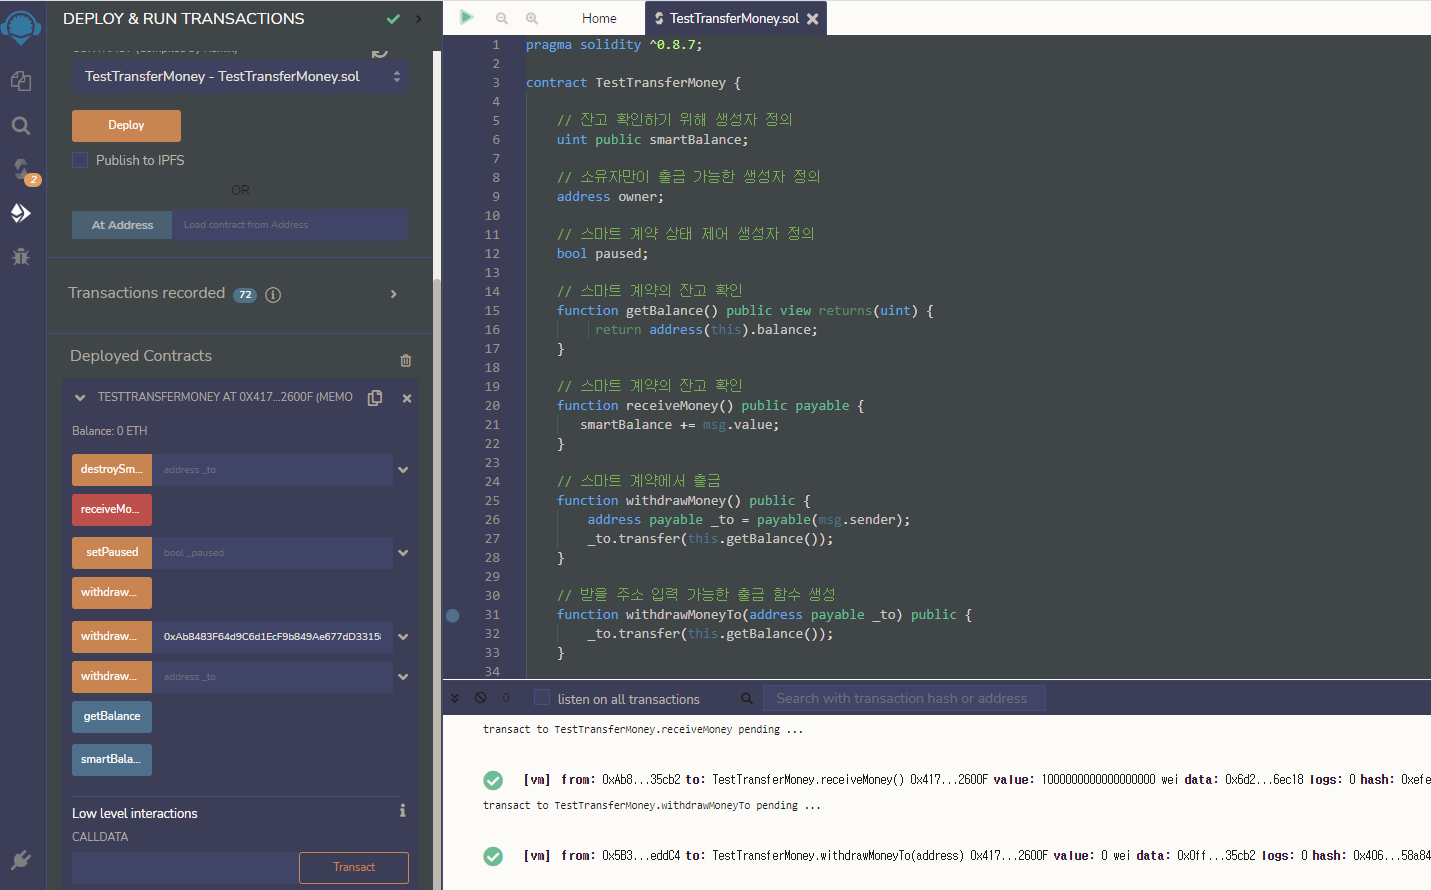 DEPLOY & RUN TRANSACTIONS
CONTRACT (Compiled by Remix)
TestTransferMoney - TestTransferMoney.sol
Deploy
Publish to IPFS
OR
At Address
Load contract from Address
Transactions recorded 72
Deployed Contracts
TESTTRANSFERMONEY AT 0X417...2600F (MEMO
Balance: 0 ETH
destroySm...
address _to
receiveMo...
setPaused
bool _paused
withdraw...
withdraw...
0xAb8483F64d9C6d1EcF9b849Ae677dD3315
withdraw...
address _to
getBalance
smartBala...
Low level interactions
CALLDATA
Transact
2
Home
TestTransferMoney.sol
1 pragma solidity ^0.8.7;
2
3 contract TestTransferMoney {
4
5 // 잔고 확인하기 위해 생성자 정의
6 uint public smartBalance;
7
8 // 소유자만이 출금 가능한 생성자 정의
9 address owner;
10
11 // 스마트 계약 상태 제어 생성자 정의
12 bool paused;
13
14 // 스마트 계약의 잔고 확인
15 function getBalance() public view returns(uint) {
16 return address(this).balance;
17 }
18
19 // 스마트 계약의 잔고 확인
20 function receiveMoney() public payable {
21 smartBalance += msg.value;
22 }
23
24 // 스마트 계약에서 출금
25 function withdrawMoney() public {
26 address payable _to = payable(msg.sender);
27 _to.transfer(this.getBalance());
28 }
29
30 // 받을 주소 입력 가능한 출금 함수 생성
31 function withdrawMoneyTo(address payable _to) public {
32 _to.transfer(this.getBalance());
33 }
34
0
listen on all transactions
Search with transaction hash or address
transact to TestTransferMoney.receiveMoney pending ...
[vm] from: 0xAb8...35cb2 to: TestTransferMoney.receiveMoney() 0x417...2600F value: 1000000000000000000 wei data: 0x6d2...6ec18 logs: 0 hash: 0xefe
transact to TestTransferMoney.withdrawMoneyTo pending ...
[vm] from: 0x5B3...eddC4 to: TestTransferMoney.withdrawMoneyTo(address) 0x417...2600F value: 0 wei data: 0x0ff...35cb2 logs: 0 hash: 0x406...58a84